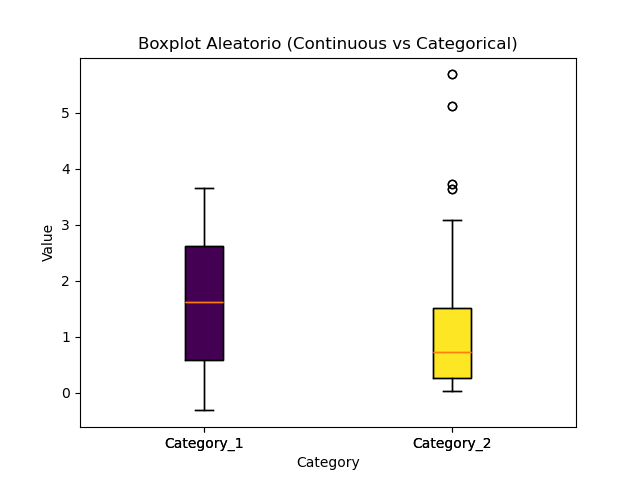 Boxplot Aleatorio (Continuous vs Categorical)
Value
5
4
3
2
1
0
Category_1
Category_2
Category